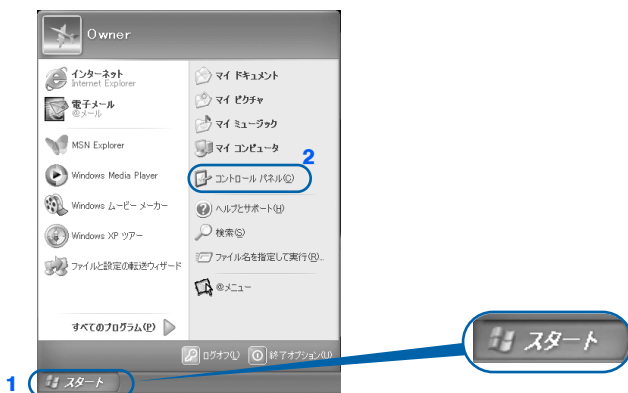 Owner
インターネット
Internet Explorer
電子メール
@メール
MSN Explorer
Windows Media Player
Windows ムービー メーカー
Windows XP ツアー
ファイルと設定の転送ウィザード
すべてのプログラム(P)
マイ ドキュメント
マイ ピクチャ
マイ ミュージック
マイ コンピュータ
2
コントロール パネル(C)
ヘルプとサポート(H)
検索(S)
ファイル名を指定して実行(R)...
@メニュー
ログオフ(L)
終了オプション(U)
1
スタート
スタート